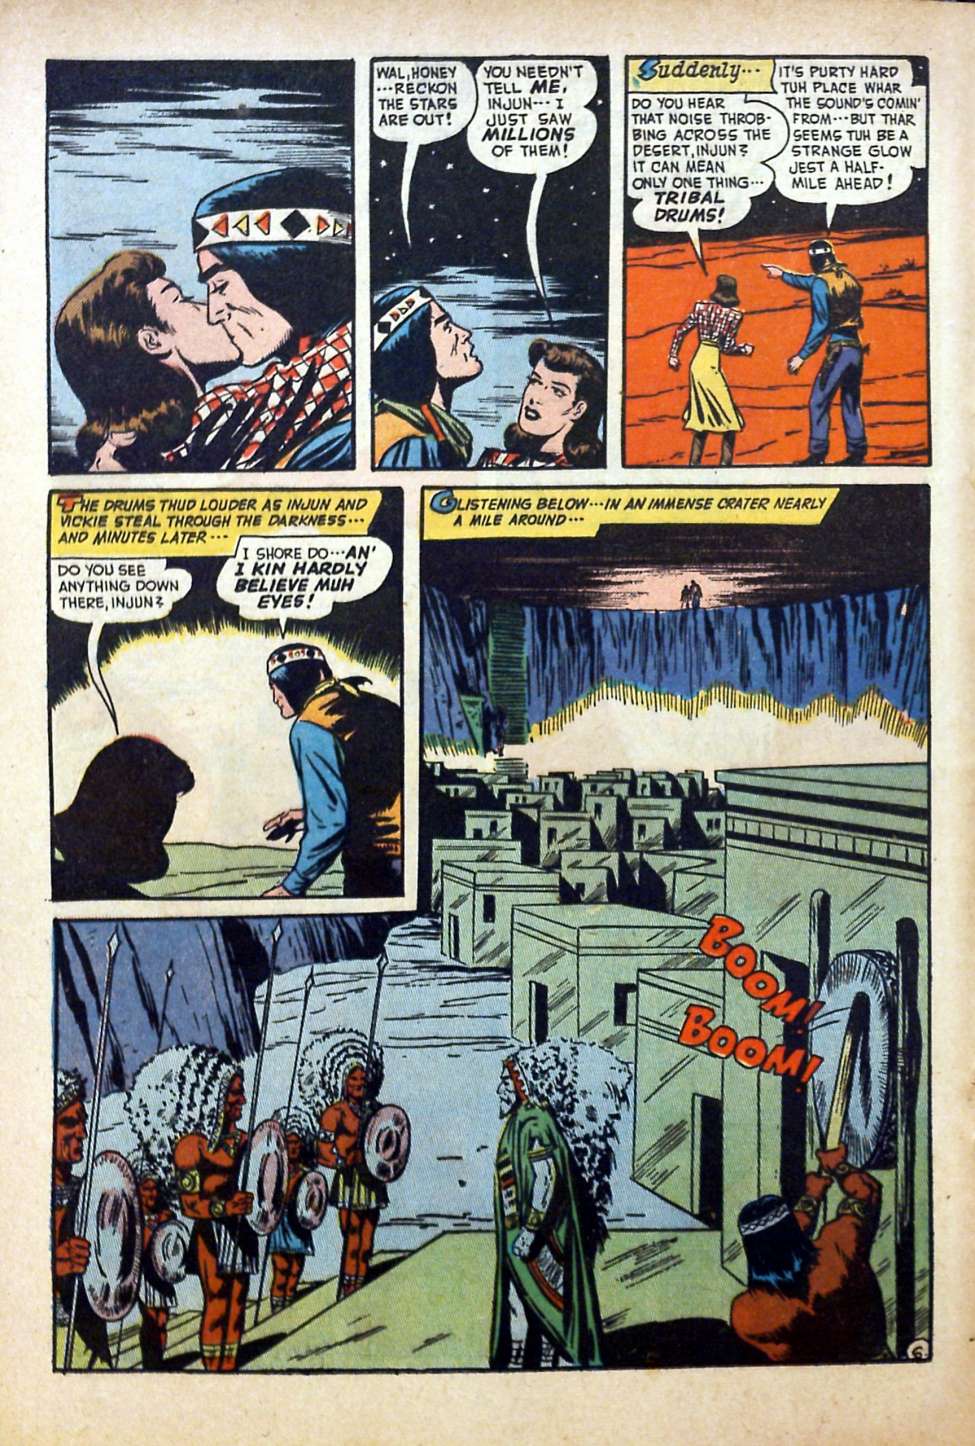 WAL, HONEY
...RECKON
THE STARS
ARE OUT!
YOU NEEDN'T
TELL ME,
INJUN... I
JUST SAW
MILLIONS
OF THEM!
Suddenly...
DO YOU HEAR
THAT NOISE THROB-
BING ACROSS THE
DESERT, INJUN?
IT CAN MEAN
ONLY ONE THING...
TRIBAL
DRUMS!
IT'S PURTY HARD
TUH PLACE WHAR
THE SOUND'S COMIN'
FROM...BUT THAR
SEEMS TUH BE A
STRANGE GLOW
JEST A HALF-
MILE AHEAD!
THE DRUMS THUD LOUDER AS INJUN AND
VICKIE STEAL THROUGH THE DARKNESS...
AND MINUTES LATER...
DO YOU SEE
ANYTHING DOWN
THERE, INJUN?
I SHORE DO...AN'
I KIN HARDLY
BELIEVE MUH
EYES!
GLISTENING BELOW...IN AN IMMENSE CRATER NEARLY
A MILE AROUND...
BOOM!
BOOM!
6